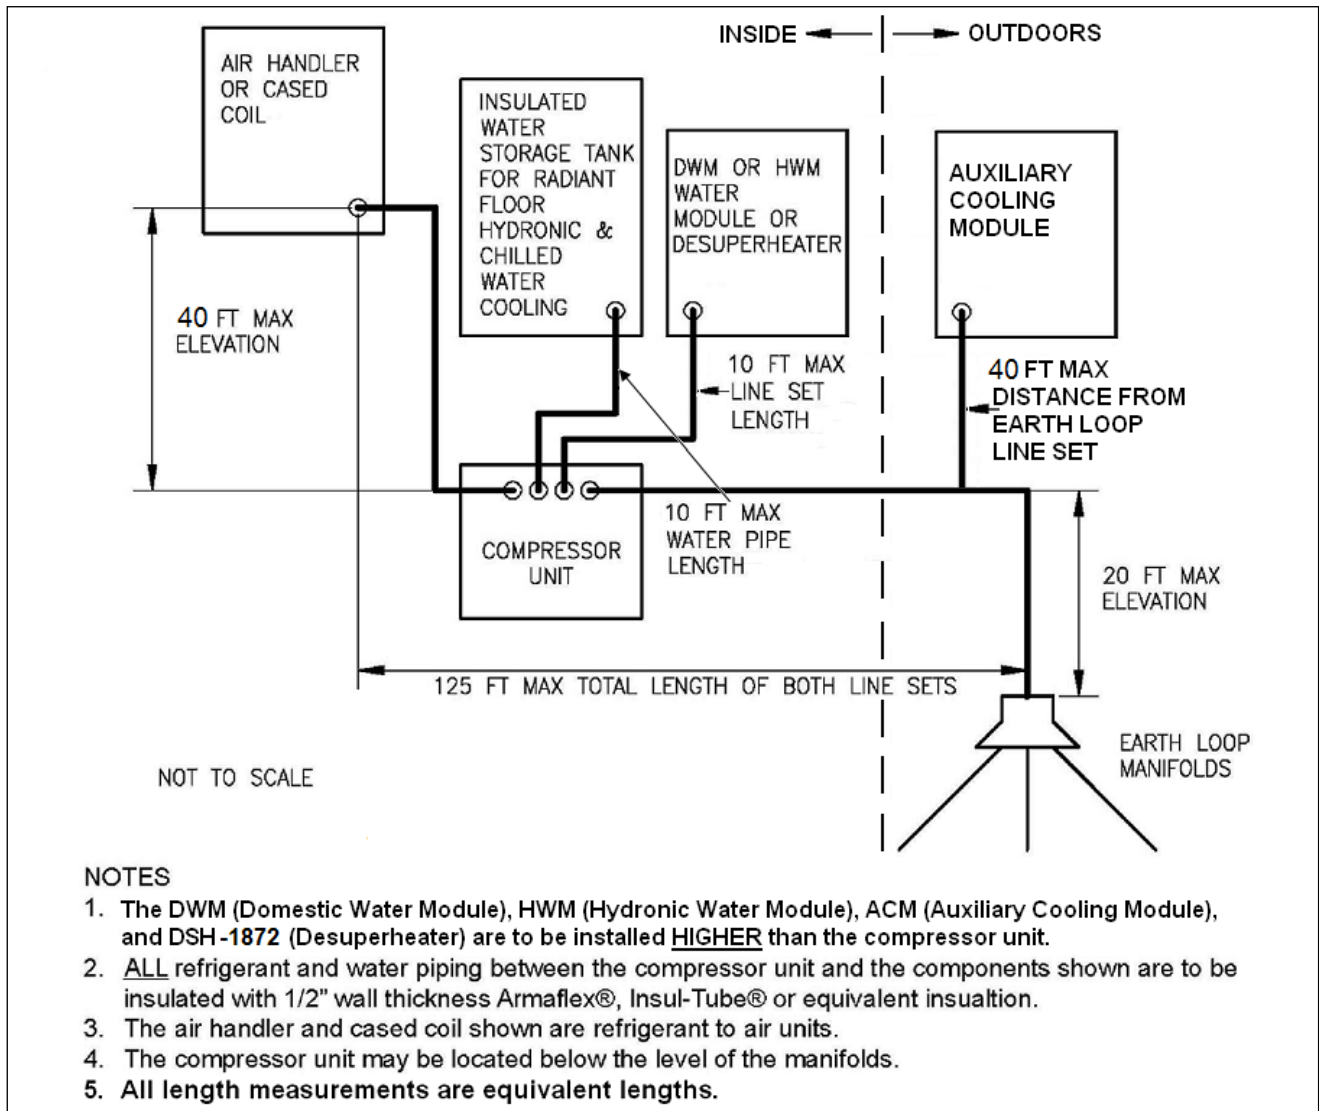 INSIDE
OUTDOORS
AIR HANDLER
OR CASED
COIL
INSULATED
WATER
STORAGE TANK
FOR RADIANT
FLOOR
HYDRONIC &
CHILLED
WATER
COOLING
DWM OR HWM
WATER
MODULE OR
DESUPERHEATER
AUXILIARY
COOLING
MODULE
40 FT MAX
ELEVATION
10 FT MAX
LINE SET
LENGTH
40 FT MAX
DISTANCE FROM
EARTH LOOP
LINE SET
10 FT MAX
WATER PIPE
LENGTH
COMPRESSOR
UNIT
20 FT MAX
ELEVATION
125 FT MAX TOTAL LENGTH OF BOTH LINE SETS
EARTH LOOP
MANIFOLDS
NOT TO SCALE
NOTES
1. The DWM (Domestic Water Module), HWM (Hydronic Water Module), ACM (Auxiliary Cooling Module),
and DSH-1872 (Desuperheater) are to be installed HIGHER than the compressor unit.
2. ALL refrigerant and water piping between the compressor unit and the components shown are to be
insulated with 1/2" wall thickness Armaflex®, Insul-Tube® or equivalent insualtion.
3. The air handler and cased coil shown are refrigerant to air units.
4. The compressor unit may be located below the level of the manifolds.
5. All length measurements are equivalent lengths.